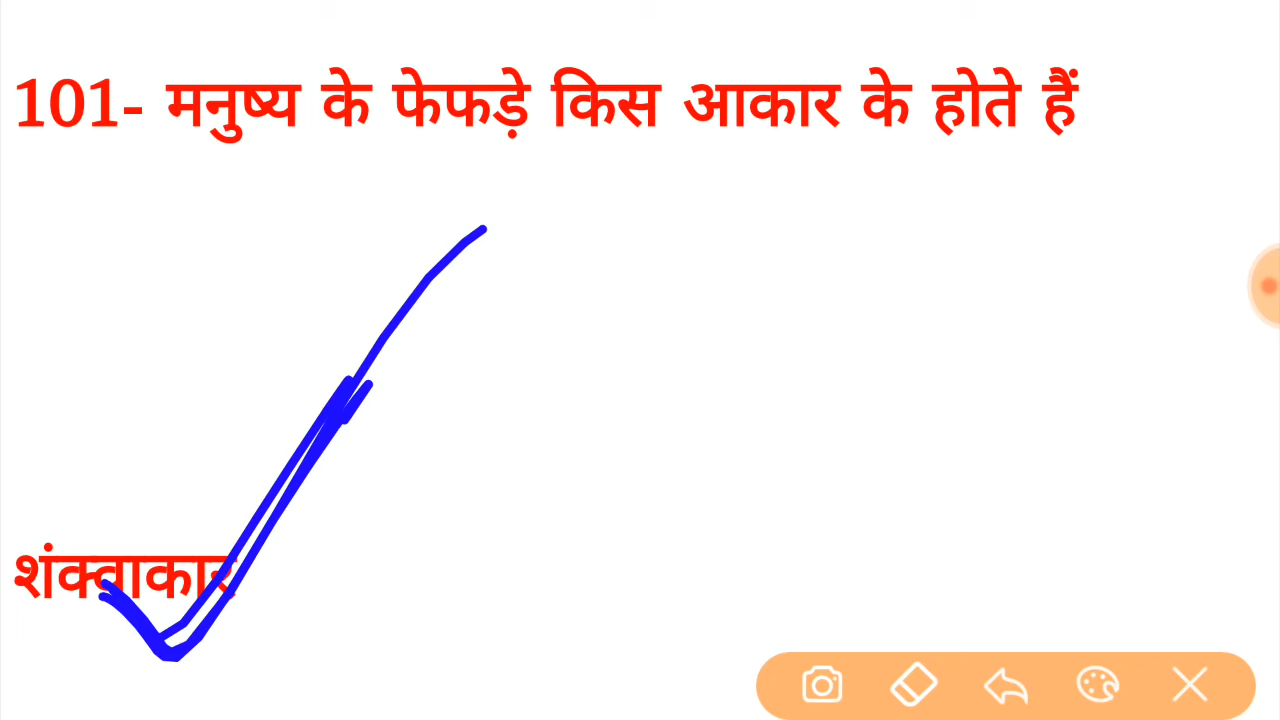 101- मनुष्य के फेफड़े किस आकार के होते हैं
शंक्वाकार